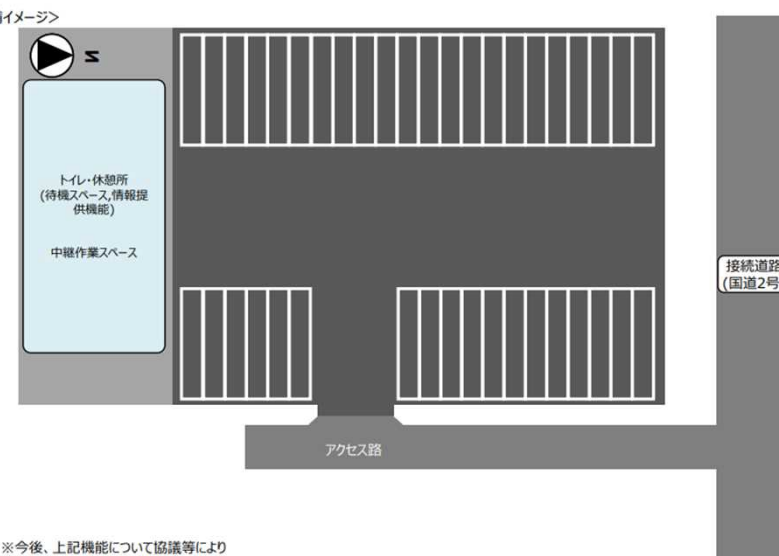 イメージ>
N
トイレ・休憩所
(待機スペース,情報提
供機能)
中継作業スペース
接続道路
(国道2号
アクセス路
※今後、上記機能について協議等により